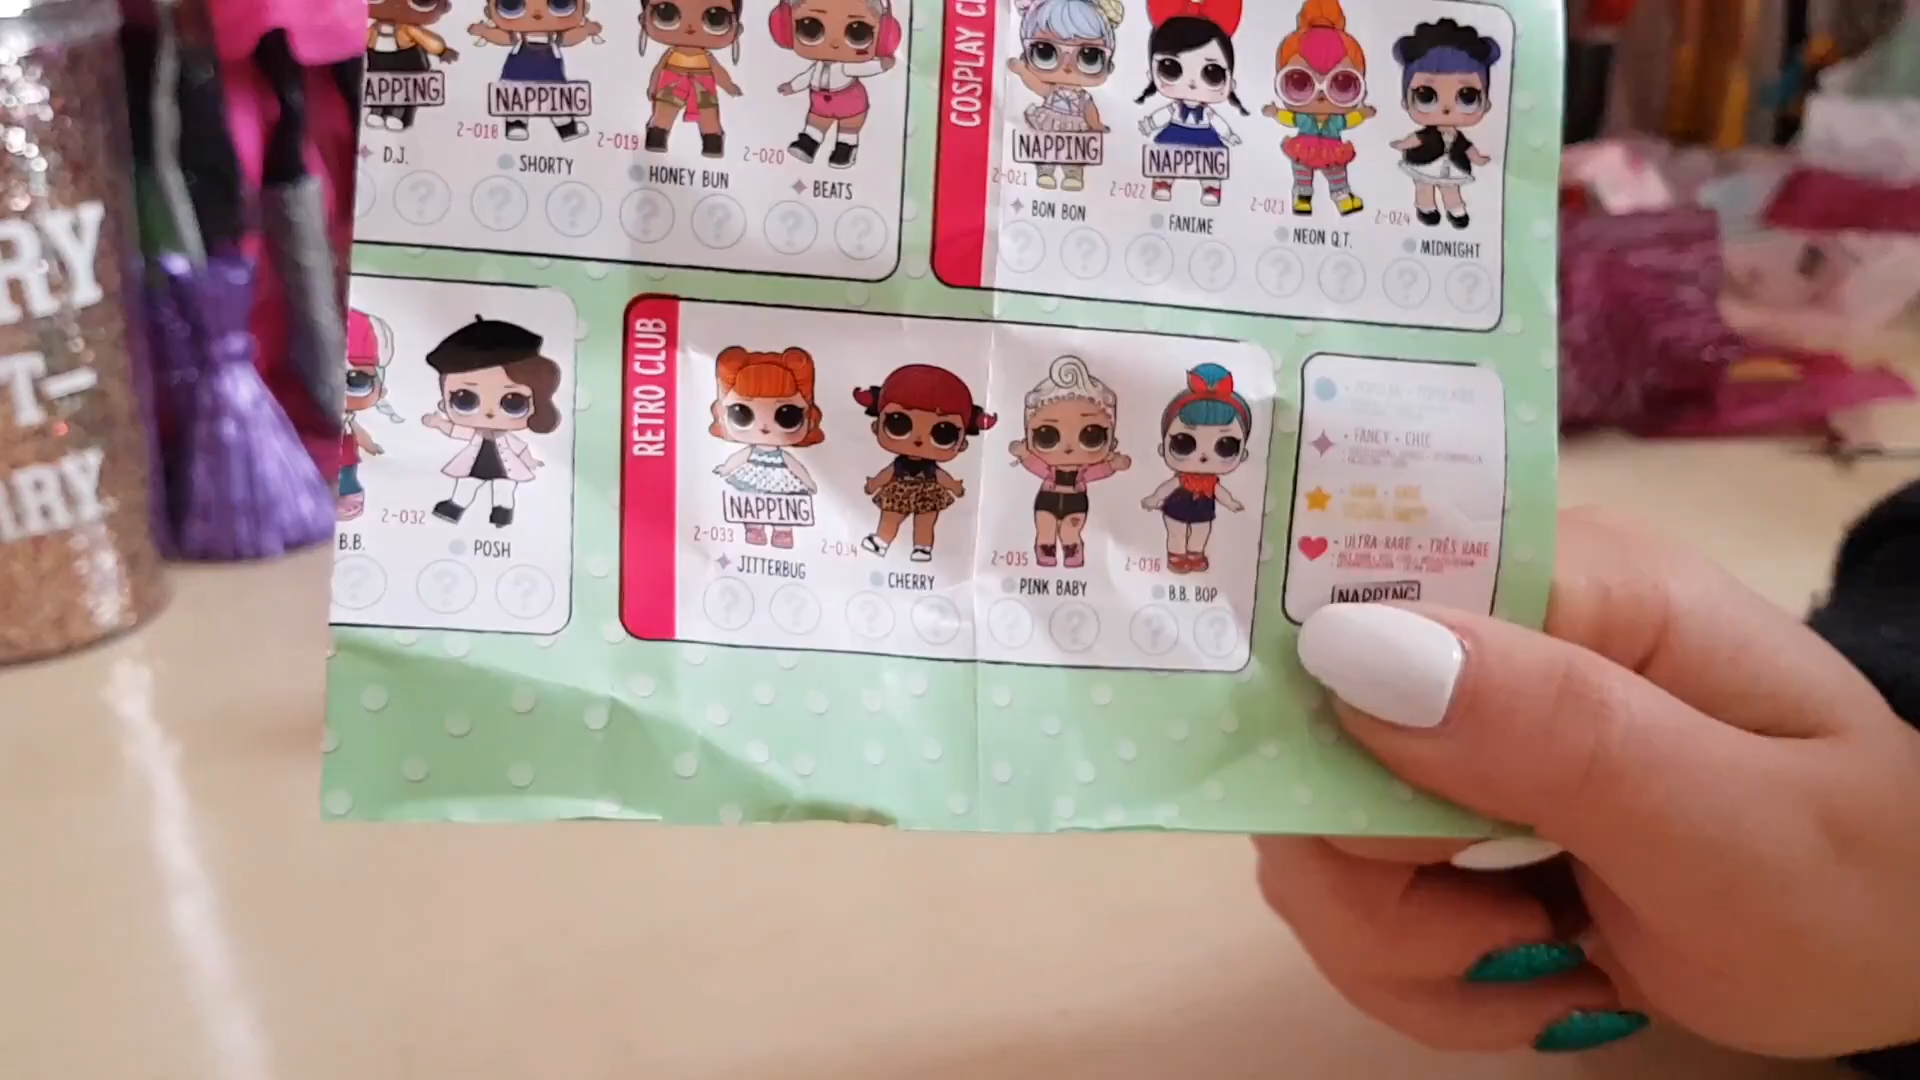 APPING
D.J.
2-018
NAPPING
SHORTY
2-019
HONEY BUN
2-020
BEATS
COSPLAY C
2-021
NAPPING
BON BON
2-022
NAPPING
FANIME
2-023
NEON Q.T.
2-024
MIDNIGHT
B.B.
2-032
POSH
RETRO CLUB
2-033
NAPPING
JITTERBUG
2-034
CHERRY
2-035
PINK BABY
2-036
B.B. BOP
• FANCY • CHIC
• ULTRA-RARE • TRÈS RARE
NAPPING
RY
T-
RY